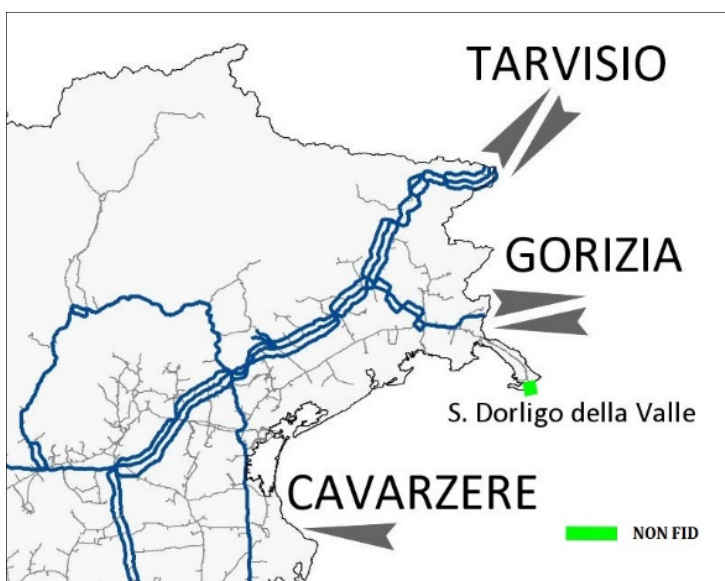 TARVISIO
GORIZIA
S. Dorligo della Valle
CAVARZERE
NON FID